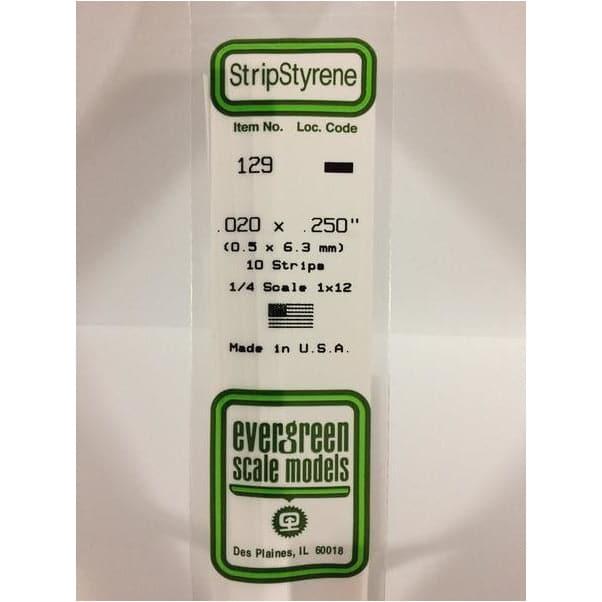 StripStyrene
Item No. Loc. Code
129
.020 x .250"
(0.5 x 6.3 mm)
10 Strips
1/4 Scale 1x12
Made in U.S.A.
evergreen
scale models
Des Plaines, IL 60018